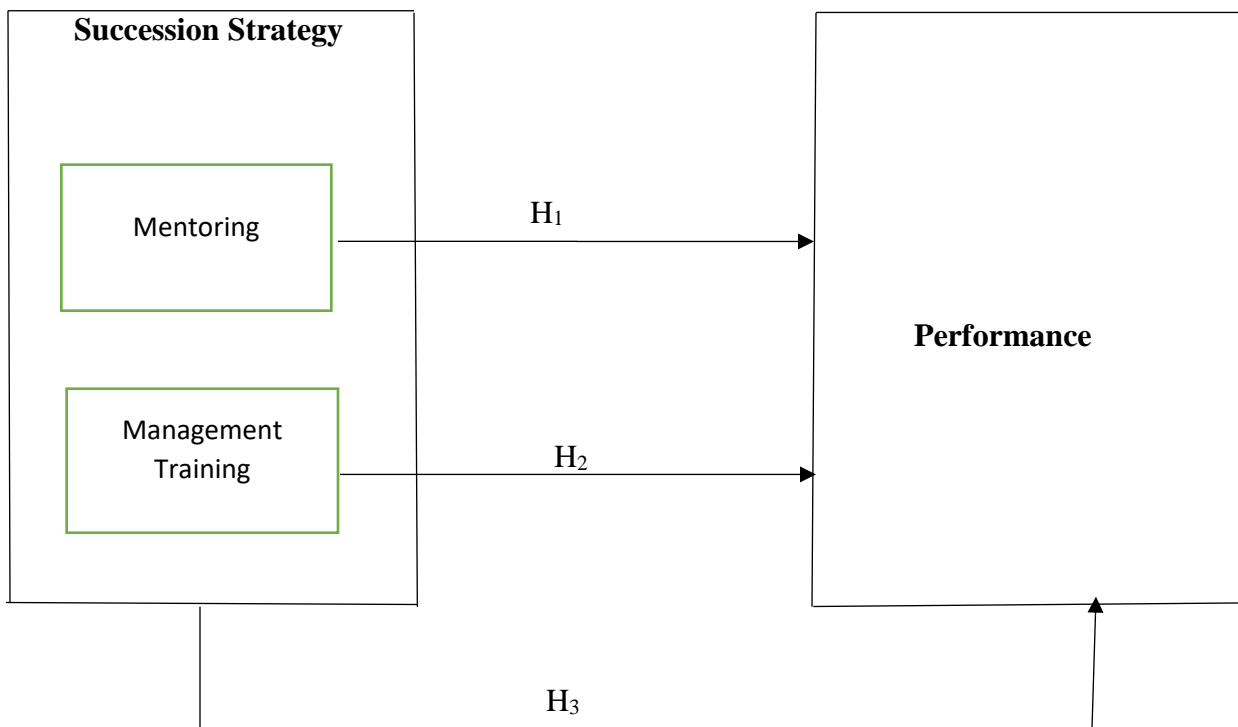 Succession Strategy
Mentoring
H₁
Performance
Management
Training
H₂
H₃